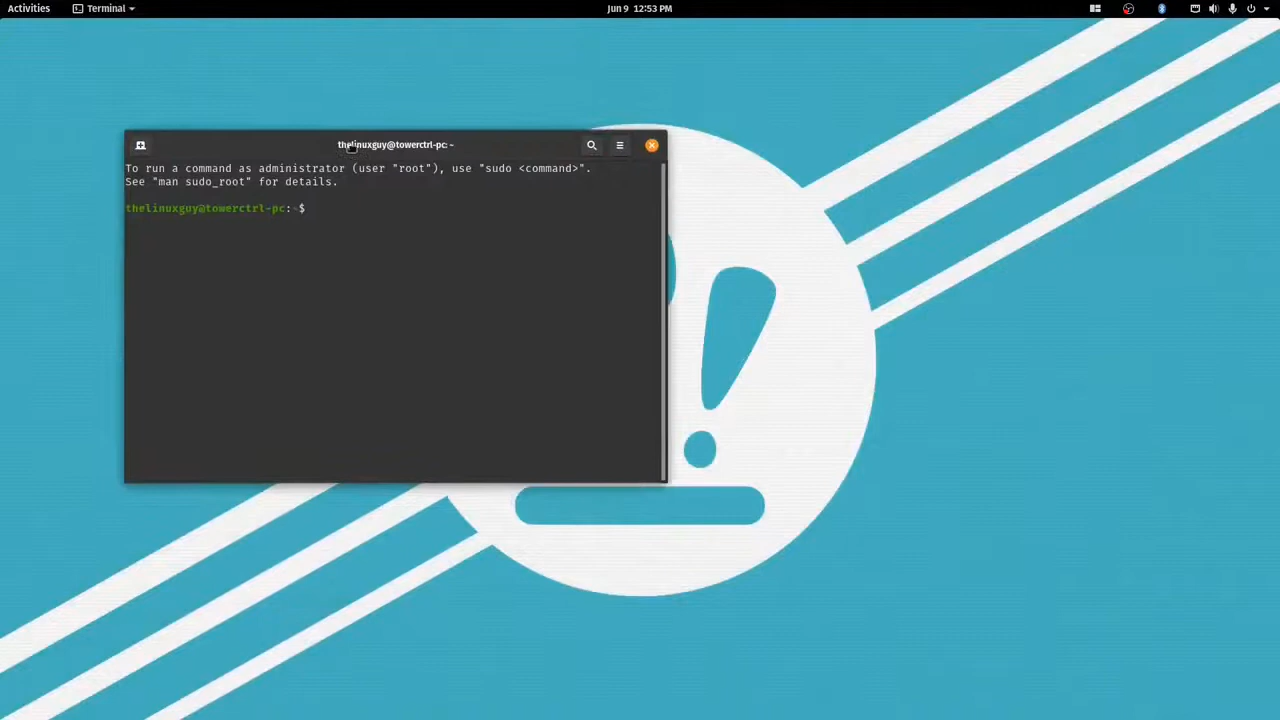 Activities
Terminal
Jun 9 12:53 PM
thelinuxguy@towerctrl-pc: ~
To run a command as administrator (user "root"), use "sudo <command>".
See "man sudo_root" for details.
thelinuxguy@towerctrl-pc:~$